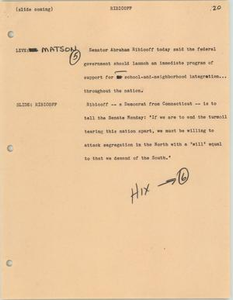 (slide coming) RIBICOFF 20
LIVE: MATSON 5 Senator Abraham Ribicoff today said the federal
government should launch an immediate program of
support for school-and-neighborhood integration...
throughout the nation.
SLIDE: RIBICOFF Ribicoff -- a Democrat from Connecticut -- is to
tell the Senate Monday: "If we are to end the turmoil
tearing this nation apart, we must be willing to
attack segregation in the North with a 'will' equal
to that we demand of the South."
HIX → 6